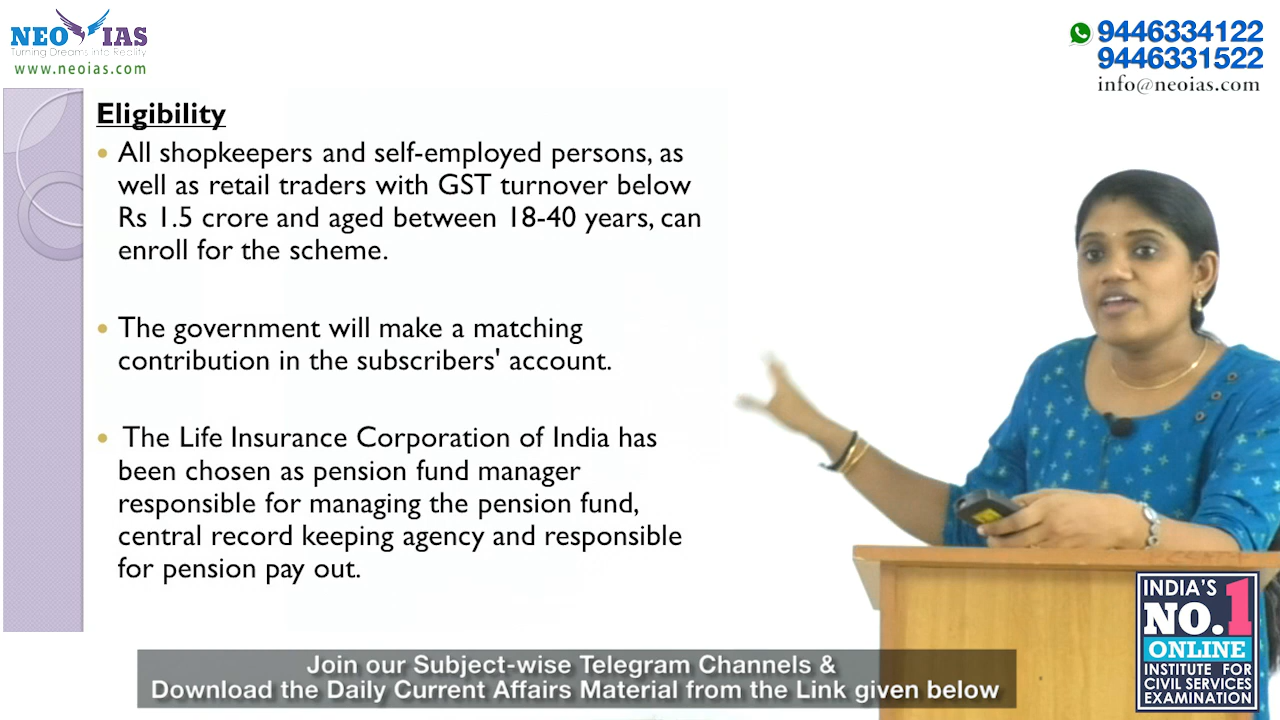 NEO IAS
Turning Dreams into Reality
www.neoias.com
9446334122
9446331522
info@neoias.com
Eligibility
• All shopkeepers and self-employed persons, as
well as retail traders with GST turnover below
Rs 1.5 crore and aged between 18-40 years, can
enroll for the scheme.
• The government will make a matching
contribution in the subscribers' account.
• The Life Insurance Corporation of India has
been chosen as pension fund manager
responsible for managing the pension fund,
central record keeping agency and responsible
for pension pay out.
INDIA'S
NO.1
ONLINE
INSTITUTE FOR
CIVIL SERVICES
EXAMINATION
Join our Subject-wise Telegram Channels &
Download the Daily Current Affairs Material from the Link given below